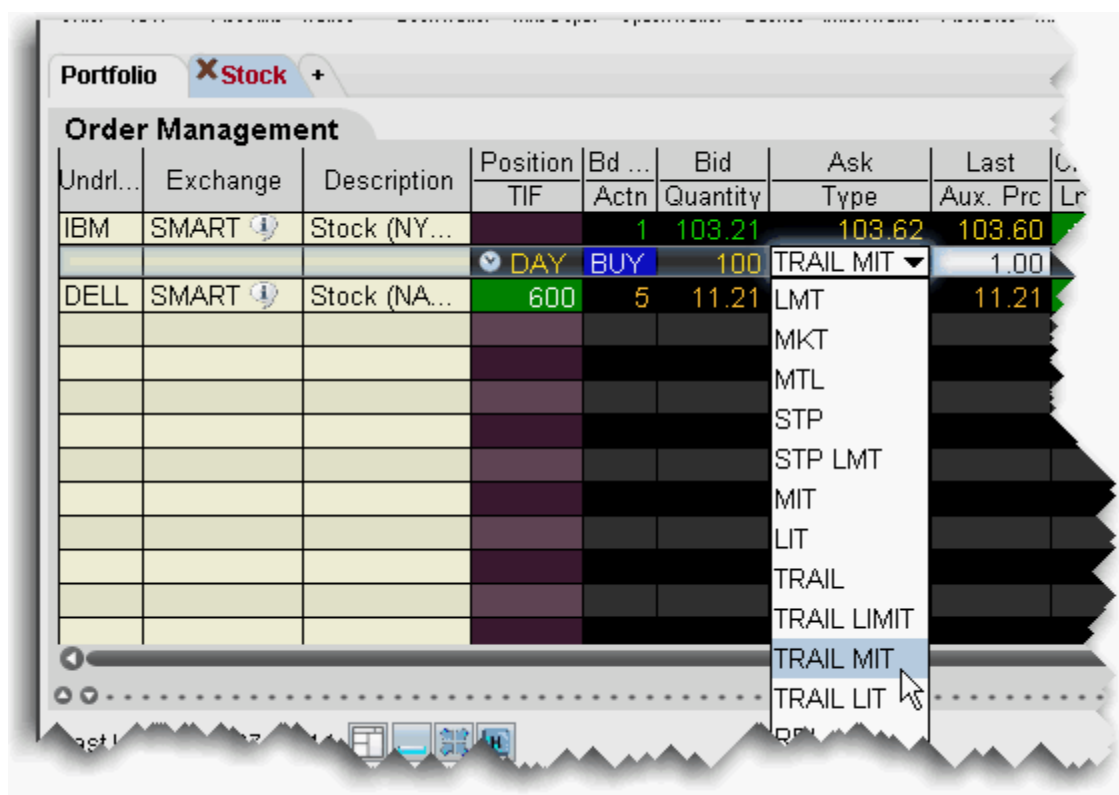 Portfolio Stock +
Order Management
Undrl... Exchange Description Position Bd ... Bid Ask Last
TIF Actn Quantity Type Aux. Prc
IBM SMART Stock (NY... 1 103.21 103.62 103.60
DAY BUY 100 TRAIL MIT 1.00
DELL SMART Stock (NA... 600 5 11.21 11.21
LMT
MKT
MTL
STP
STP LMT
MIT
LIT
TRAIL
TRAIL LIMIT
TRAIL MIT
TRAIL LIT